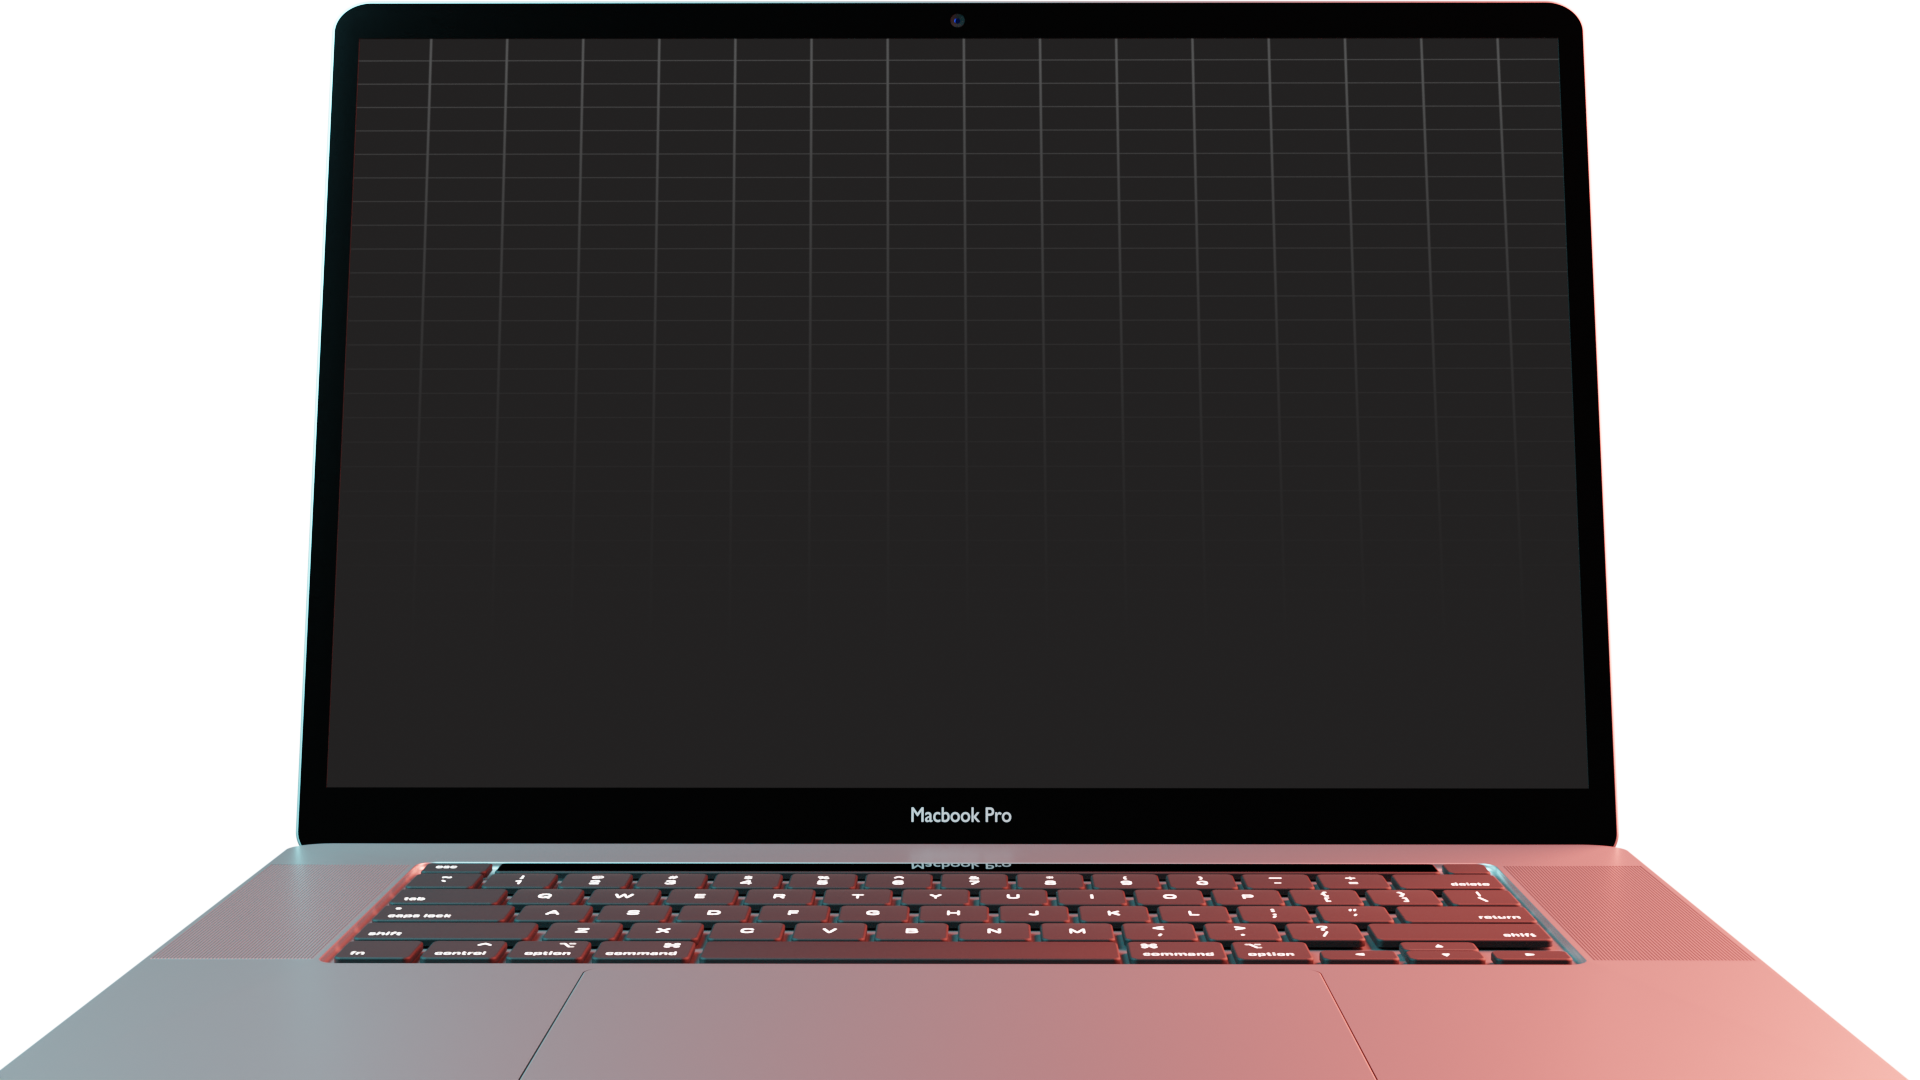 Macbook Pro
esc
delete
tab Q W E R T Y U I O P
caps lock A S D F G H J K L return
shift Z X C V B N M shift
fn control option command command option